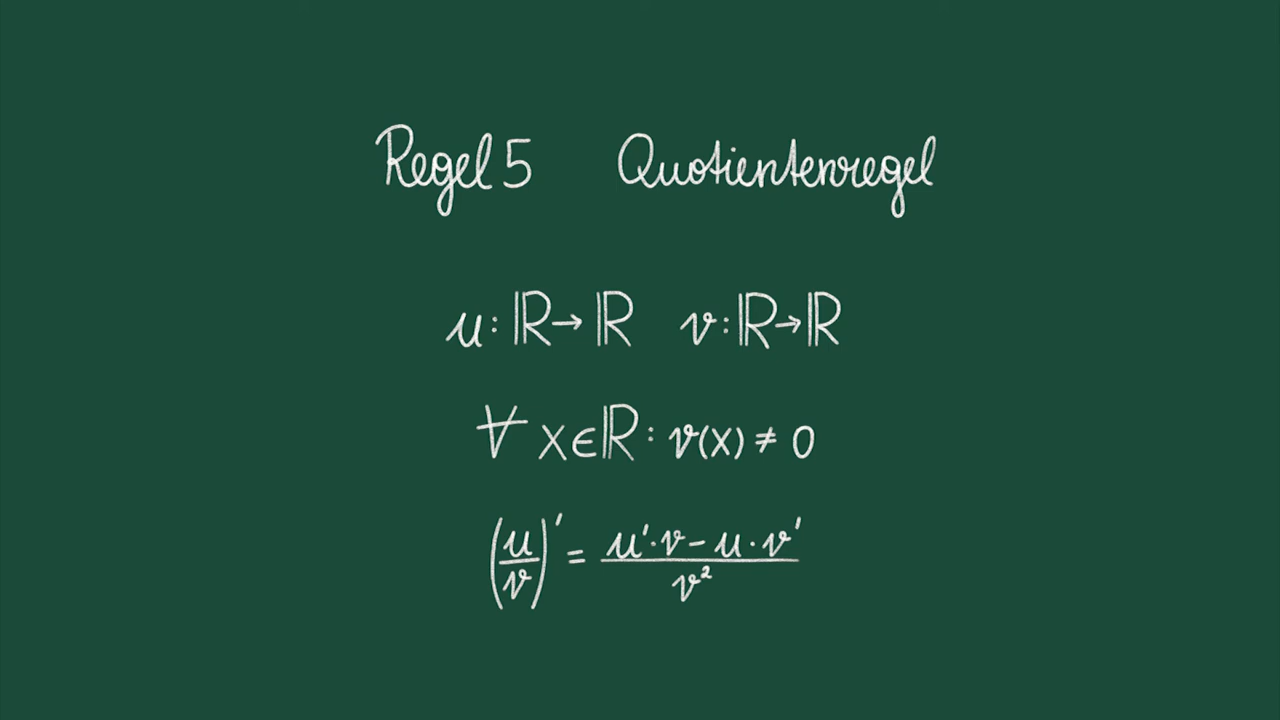 Regel 5 Quotientenregel
u: ℝ→ℝ v: ℝ→ℝ
∀ x∈ℝ: v(x) ≠ 0
(u/v)' = (u'·v - u·v')/v²